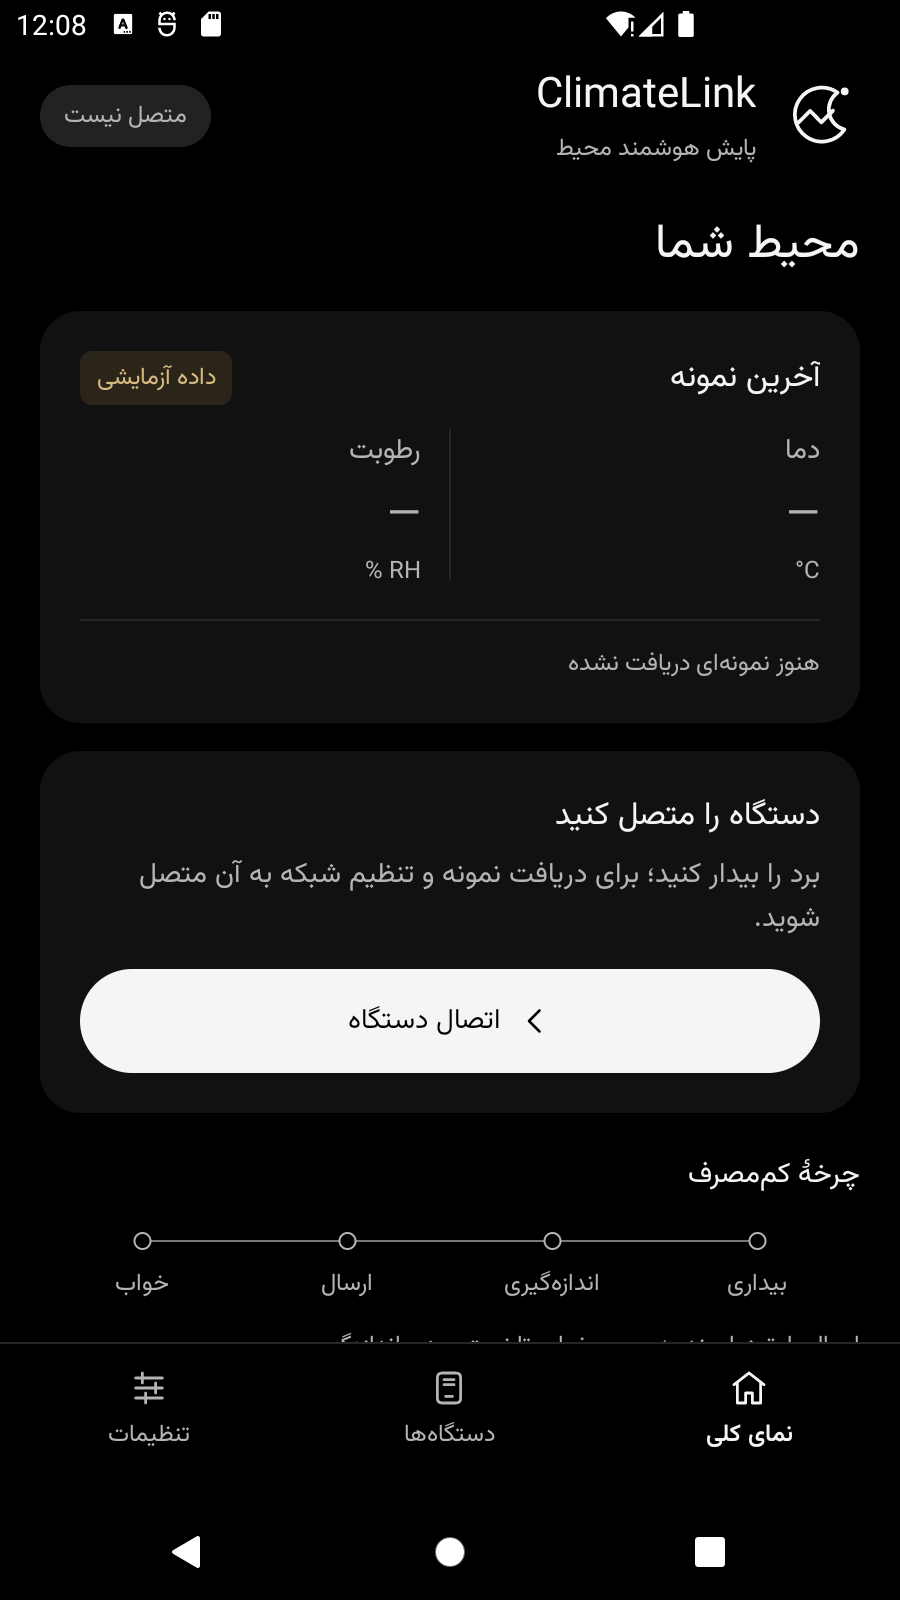 12:08
ClimateLink
پایش هوشمند محیط
متصل نیست
محیط شما
آخرین نمونه
داده آزمایشی
دما
رطوبت
—
—
°C
% RH
هنوز نمونه‌ای دریافت نشده
دستگاه را متصل کنید
برد را بیدار کنید؛ برای دریافت نمونه و تنظیم شبکه به آن متصل
شوید.
اتصال دستگاه
چرخهٔ کم‌مصرف
بیداری
اندازه‌گیری
ارسال
خواب
نمای کلی
دستگاه‌ها
تنظیمات